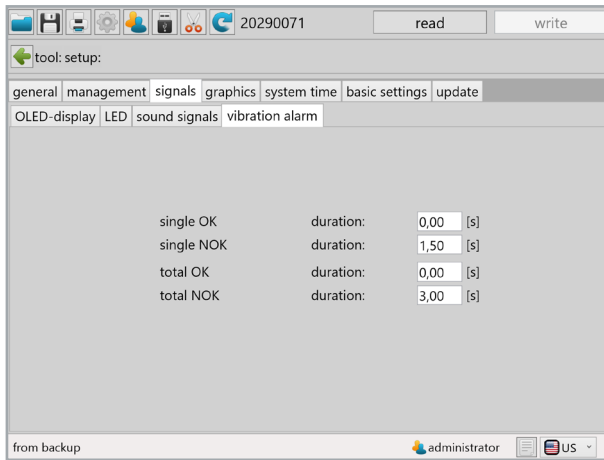 20290071 read write
tool: setup:
general management signals graphics system time basic settings update
OLED-display LED sound signals vibration alarm
single OK duration: 0,00 [s]
single NOK duration: 1,50 [s]
total OK duration: 0,00 [s]
total NOK duration: 3,00 [s]
from backup administrator US